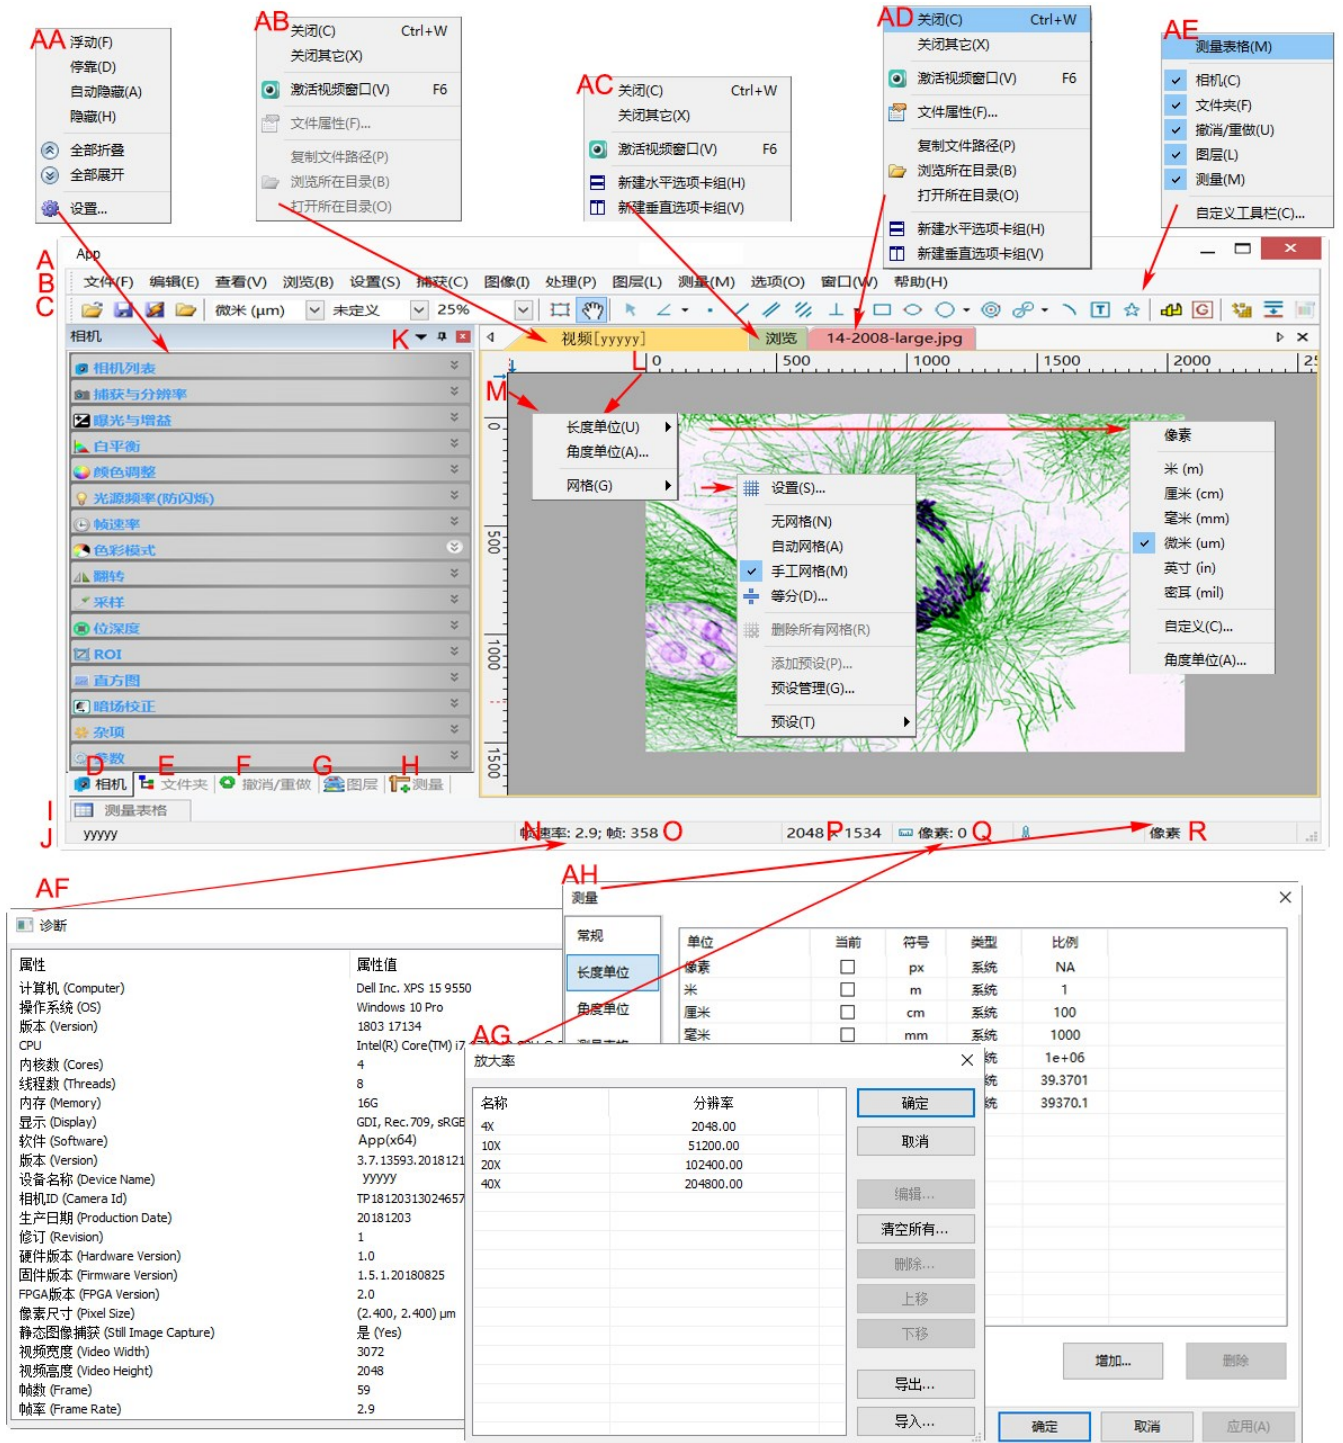 AA
浮动(F)
停靠(D)
自动隐藏(A)
隐藏(H)
全部折叠
全部展开
设置...
AB
关闭(C) Ctrl+W
关闭其它(X)
激活视频窗口(V) F6
文件属性(F)...
复制文件路径(P)
浏览所在目录(B)
打开所在目录(O)
AC
关闭(C) Ctrl+W
关闭其它(X)
激活视频窗口(V) F6
新建水平选项卡组(H)
新建垂直选项卡组(V)
AD
关闭(C) Ctrl+W
关闭其它(X)
激活视频窗口(V) F6
文件属性(F)...
复制文件路径(P)
浏览所在目录(B)
打开所在目录(O)
新建水平选项卡组(H)
新建垂直选项卡组(V)
AE
测量表格(M)
相机(C)
文件夹(F)
撤消/重做(U)
图层(L)
测量(M)
自定义工具栏(C)...
A App
B 文件(F) 编辑(E) 查看(V) 浏览(B) 设置(S) 捕获(C) 图像(I) 处理(P) 图层(L) 测量(M) 选项(O) 窗口(W) 帮助(H)
C 微米 (µm) 未定义 25% T G
相机 K
视频[yyyyy] 浏览 14-2008-large.jpg
L 0 500 1000 1500 2000 25
M
0
500
1000
1500
相机列表
捕获与分辨率
曝光与增益
白平衡
颜色调整
光源频率(防闪烁)
帧速率
色彩模式
翻转
采样
位深度
ROI
直方图
暗场校正
杂项
参数
长度单位(U)
角度单位(A)...
网格(G)
设置(S)...
无网格(N)
自动网格(A)
手工网格(M)
等分(D)...
删除所有网格(R)
添加预设(P)...
预设管理(G)...
预设(T)
像素
米 (m)
厘米 (cm)
毫米 (mm)
微米 (um)
英寸 (in)
密耳 (mil)
自定义(C)...
角度单位(A)...
D E F G H
相机 文件夹 撤消/重做 图层 测量
I 测量表格
J yyyyy N 帧速率: 2.9; 帧: 358 O 2048 × 1534 P 像素: 0 Q 像素 R
AF
诊断
属性 属性值
计算机 (Computer) Dell Inc. XPS 15 9550
操作系统 (OS) Windows 10 Pro
版本 (Version) 1803 17134
CPU Intel(R) Core(TM) i7
内核数 (Cores) 4
线程数 (Threads) 8
内存 (Memory) 16G
显示 (Display) GDI, Rec.709, sRGB
软件 (Software) App(x64)
版本 (Version) 3.7.13593.2018121
设备名称 (Device Name) yyyyy
相机ID (Camera Id) TP18120313024657
生产日期 (Production Date) 20181203
修订 (Revision) 1
硬件版本 (Hardware Version) 1.0
固件版本 (Firmware Version) 1.5.1.20180825
FPGA版本 (FPGA Version) 2.0
像素尺寸 (Pixel Size) (2.400, 2.400) µm
静态图像捕获 (Still Image Capture) 是 (Yes)
视频宽度 (Video Width) 3072
视频高度 (Video Height) 2048
帧数 (Frame) 59
帧率 (Frame Rate) 2.9
AH
测量
常规
长度单位
角度单位
单位 当前 符号 类型 比例
像素 px 系统 NA
米 m 系统 1
厘米 cm 系统 100
毫米 mm 系统 1000
统 1e+06
统 39.3701
统 39370.1
增加... 删除
确定 取消 应用(A)
AG
放大率
名称 分辨率
4X 2048.00
10X 51200.00
20X 102400.00
40X 204800.00
确定
取消
编辑...
清空所有...
删除...
上移
下移
导出...
导入...